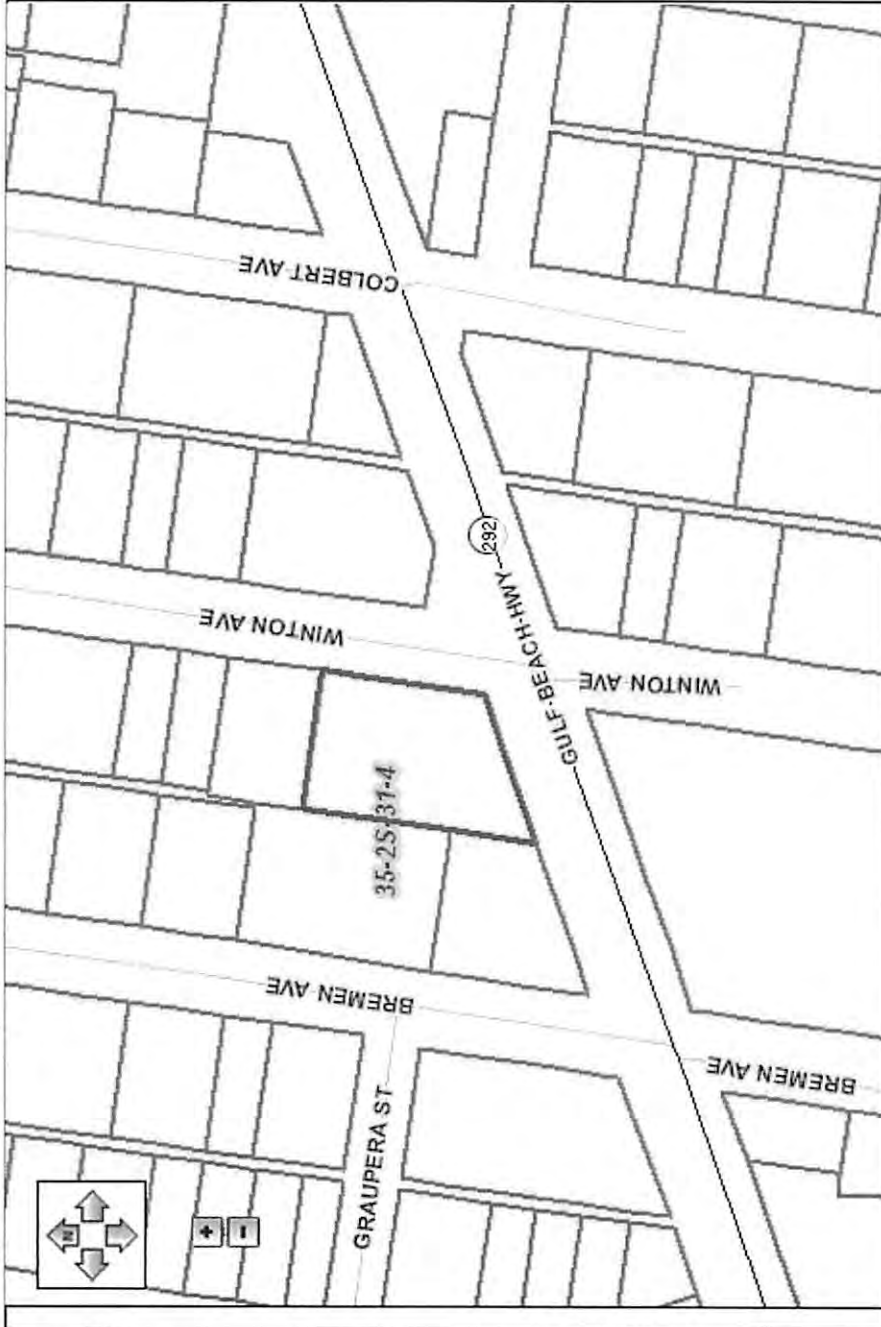 COLBERT AVE
292
WINTON AVE
GULF-BEACH-HWY
WINTON AVE
35-2S-31-4
BREMEN AVE
BREMEN AVE
GRAUPERA ST
N
+
-